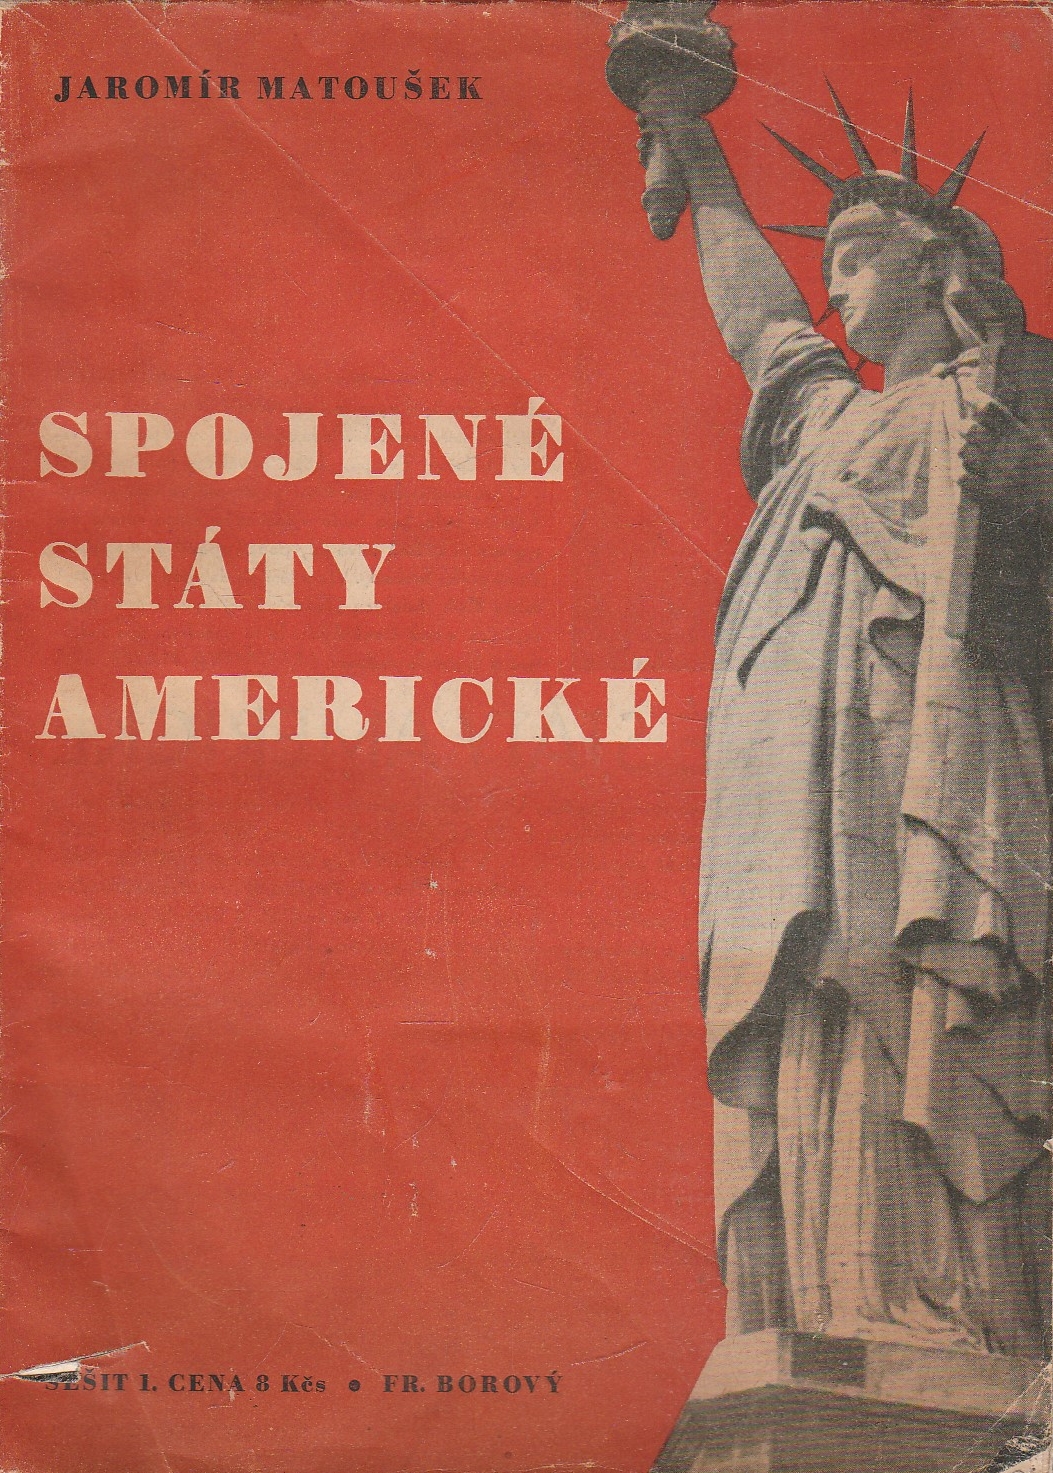 JAROMÍR MATOUŠEK
SPOJENÉ
STÁTY
AMERICKÉ
SEŠIT 1. CENA 8 Kčs • FR. BOROVÝ